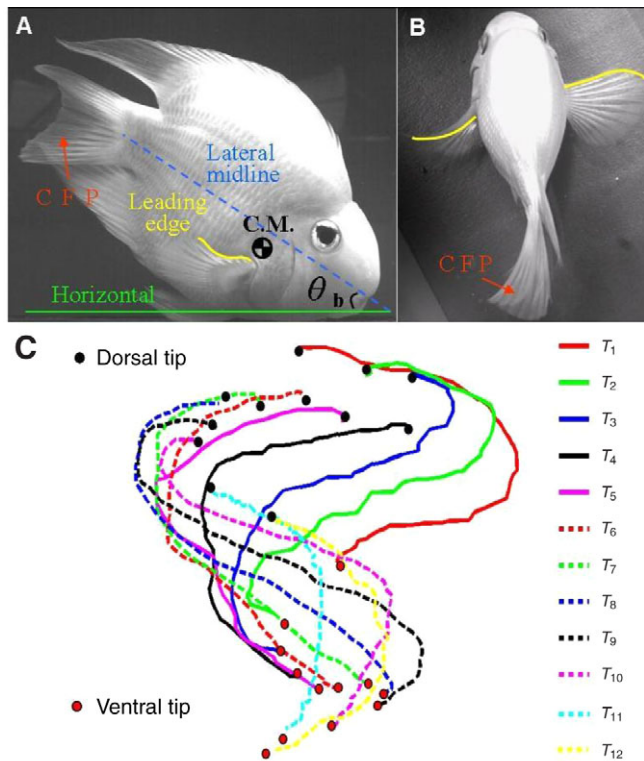 A
B
Lateral
midline
C F P
Leading
edge
C.M.
θb
Horizontal
C F P
C
Dorsal tip
Ventral tip
T1
T2
T3
T4
T5
T6
T7
T8
T9
T10
T11
T12